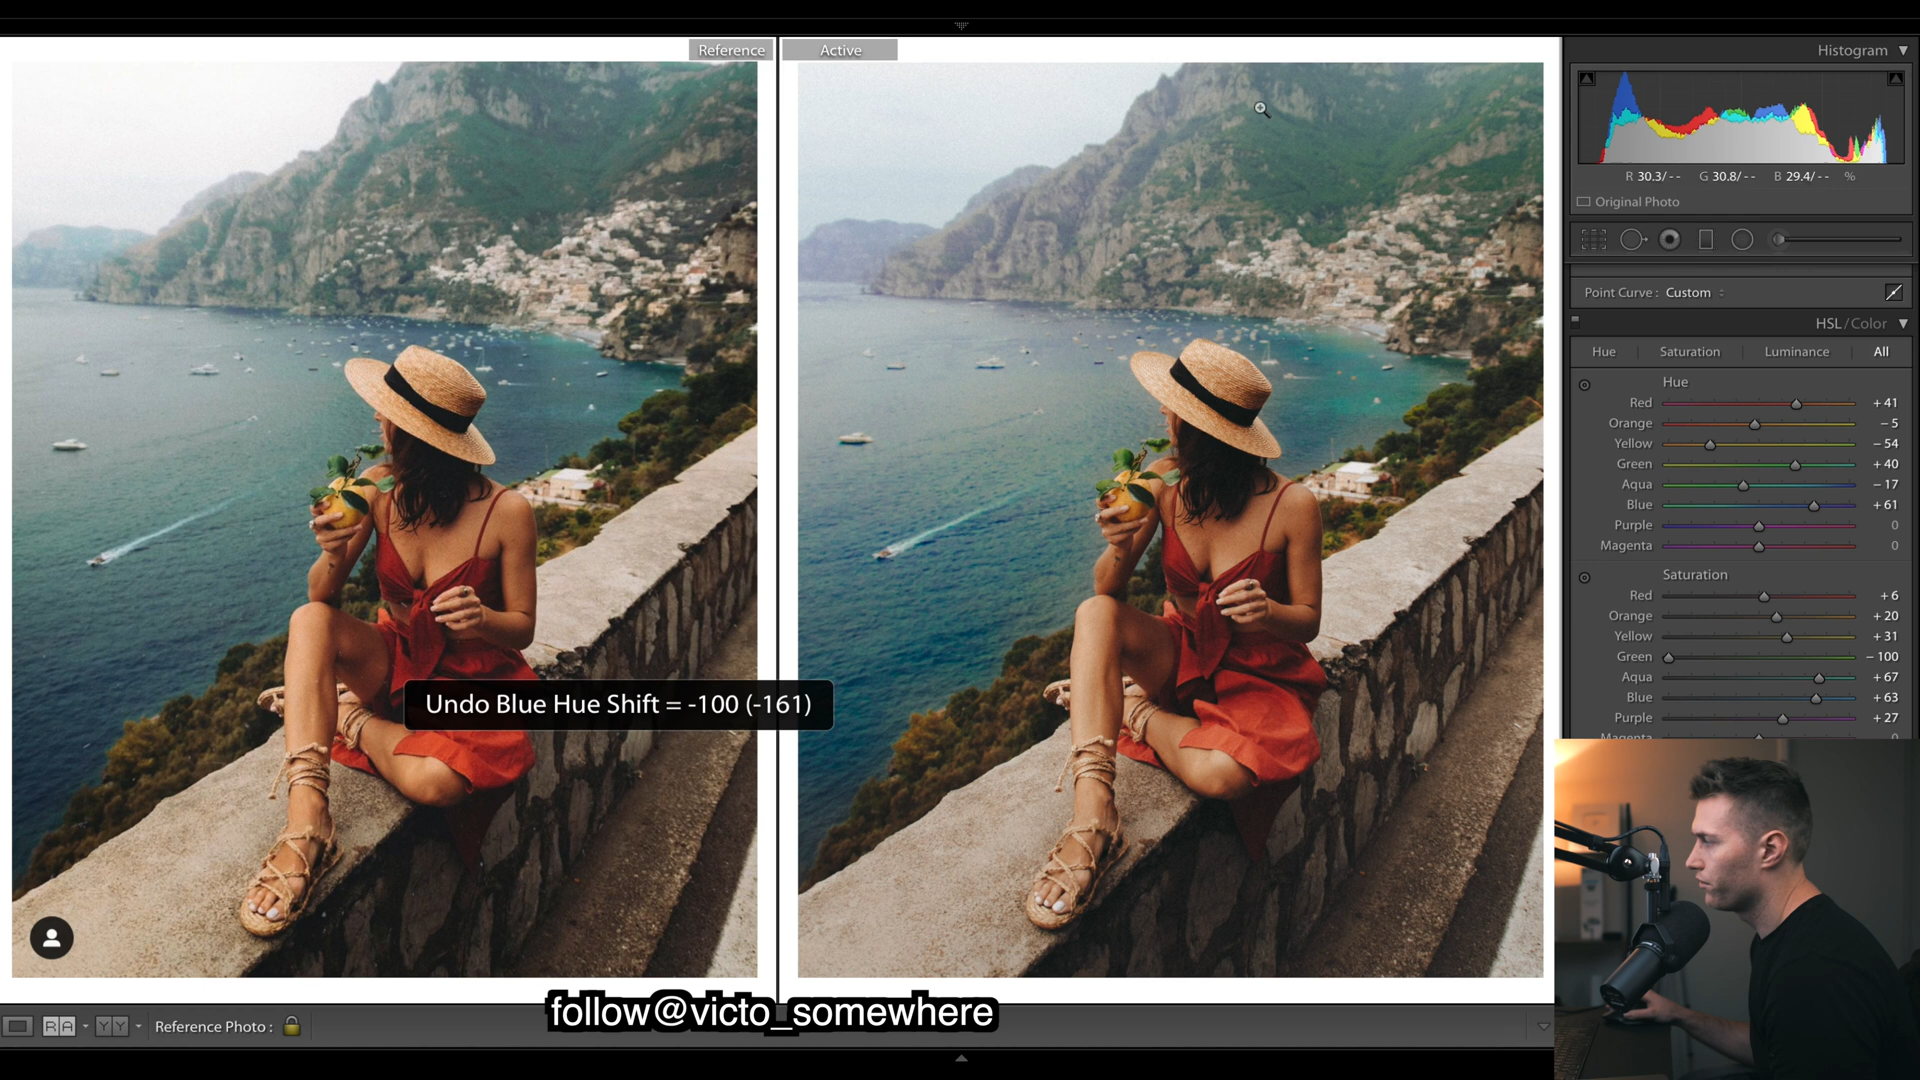 Reference
Active
Histogram
R 30.3/-- G 30.8/-- B 29.4/-- %
Original Photo
Point Curve : Custom
HSL / Color
Hue Saturation Luminance All
Hue
Red +41
Orange – 5
Yellow – 54
Green +40
Aqua – 17
Blue +61
Purple 0
Magenta 0
Saturation
Red + 6
Orange + 20
Yellow + 31
Green – 100
Aqua + 67
Blue + 63
Purple + 27
Magenta 0
Undo Blue Hue Shift = -100 (-161)
follow@victo_somewhere
R A Y Y Reference Photo :